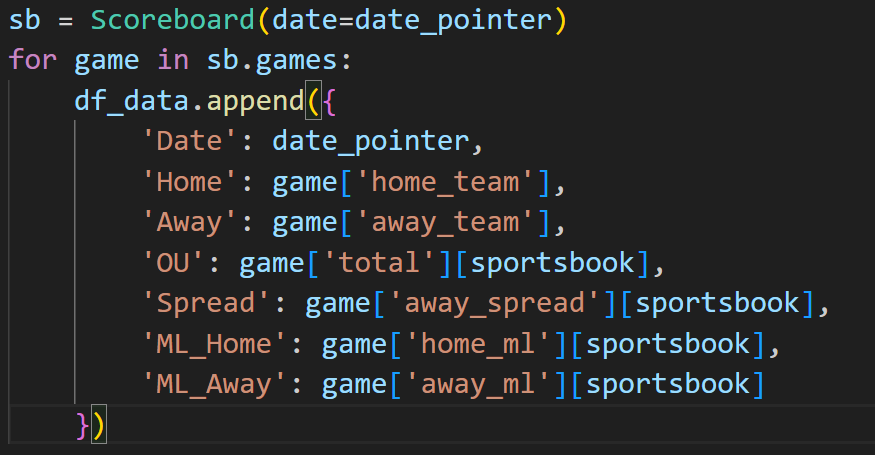 sb = Scoreboard(date=date_pointer)
for game in sb.games:
    df_data.append({
        'Date': date_pointer,
        'Home': game['home_team'],
        'Away': game['away_team'],
        'OU': game['total'][sportsbook],
        'Spread': game['away_spread'][sportsbook],
        'ML_Home': game['home_ml'][sportsbook],
        'ML_Away': game['away_ml'][sportsbook]
    })